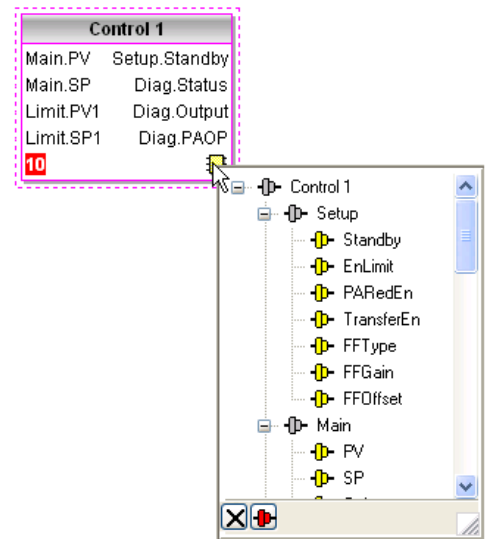 Control 1
Main.PV Setup.Standby
Main.SP Diag.Status
Limit.PV1 Diag.Output
Limit.SP1 Diag.PAOP
10
Control 1
Setup
Standby
EnLimit
PARedEn
TransferEn
FFType
FFGain
FFOffset
Main
PV
SP